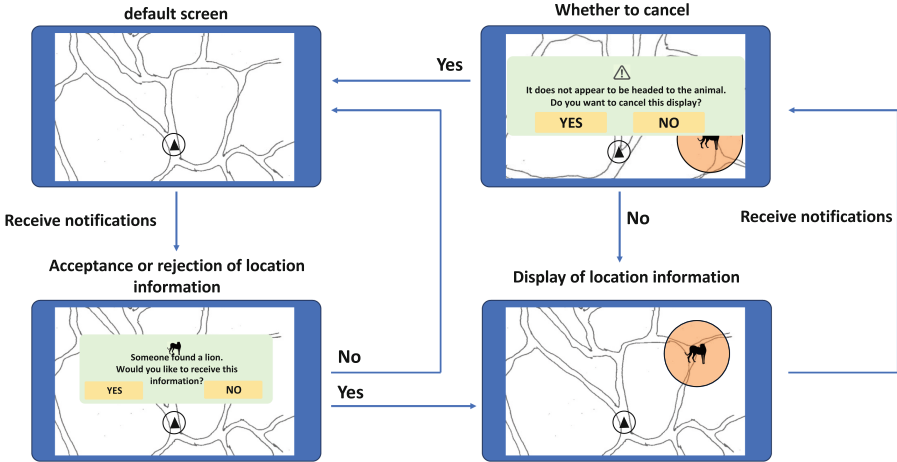 default screen
Whether to cancel
Yes
It does not appear to be headed to the animal.
Do you want to cancel this display?
YES
NO
Receive notifications
No
Receive notifications
Acceptance or rejection of location
information
Display of location information
Someone found a lion.
Would you like to receive this
information?
YES
NO
No
Yes